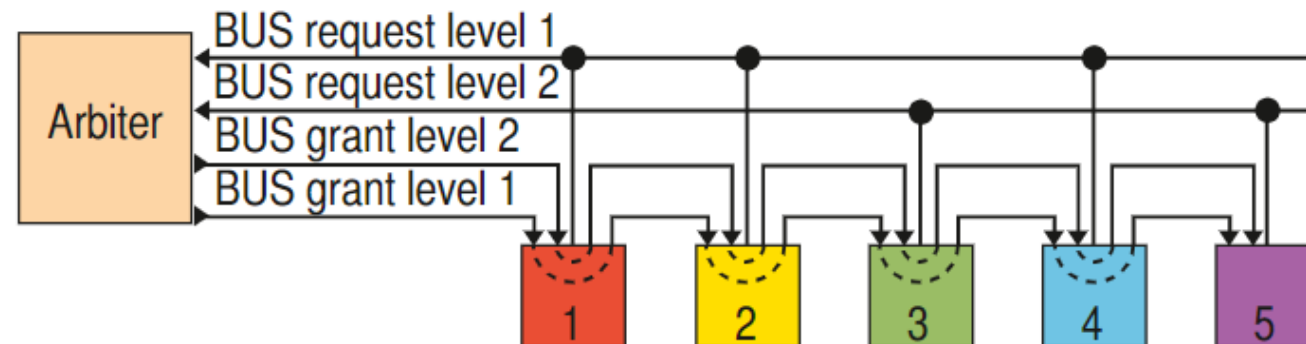 BUS request level 1
BUS request level 2
Arbiter
BUS grant level 2
BUS grant level 1
1 2 3 4 5